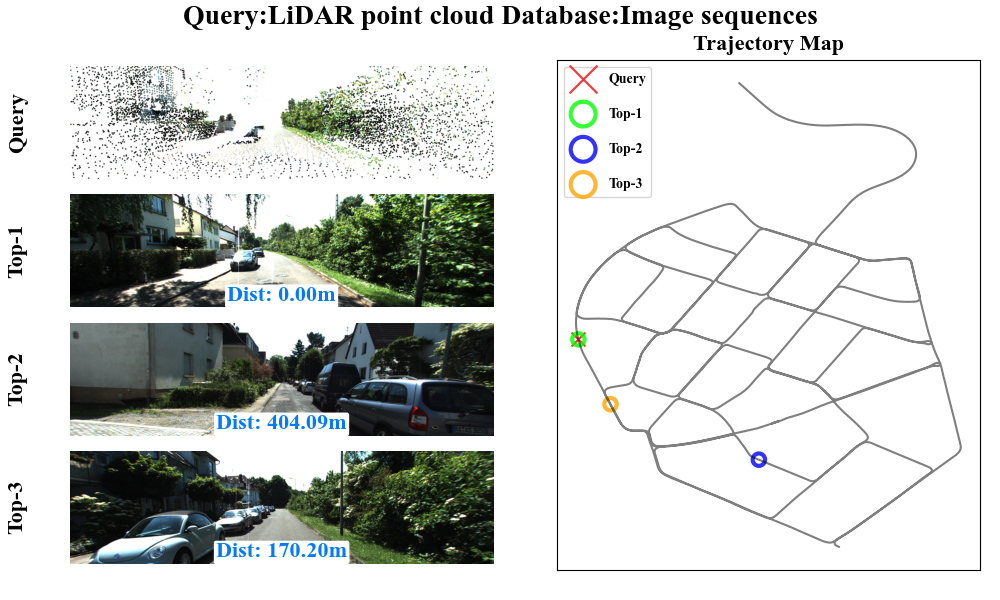 Query:LiDAR point cloud Database:Image sequences
Trajectory Map
Query
Top-1
Top-2
Top-3
Query
Top-1
Dist: 0.00m
Top-2
Dist: 404.09m
Top-3
Dist: 170.20m